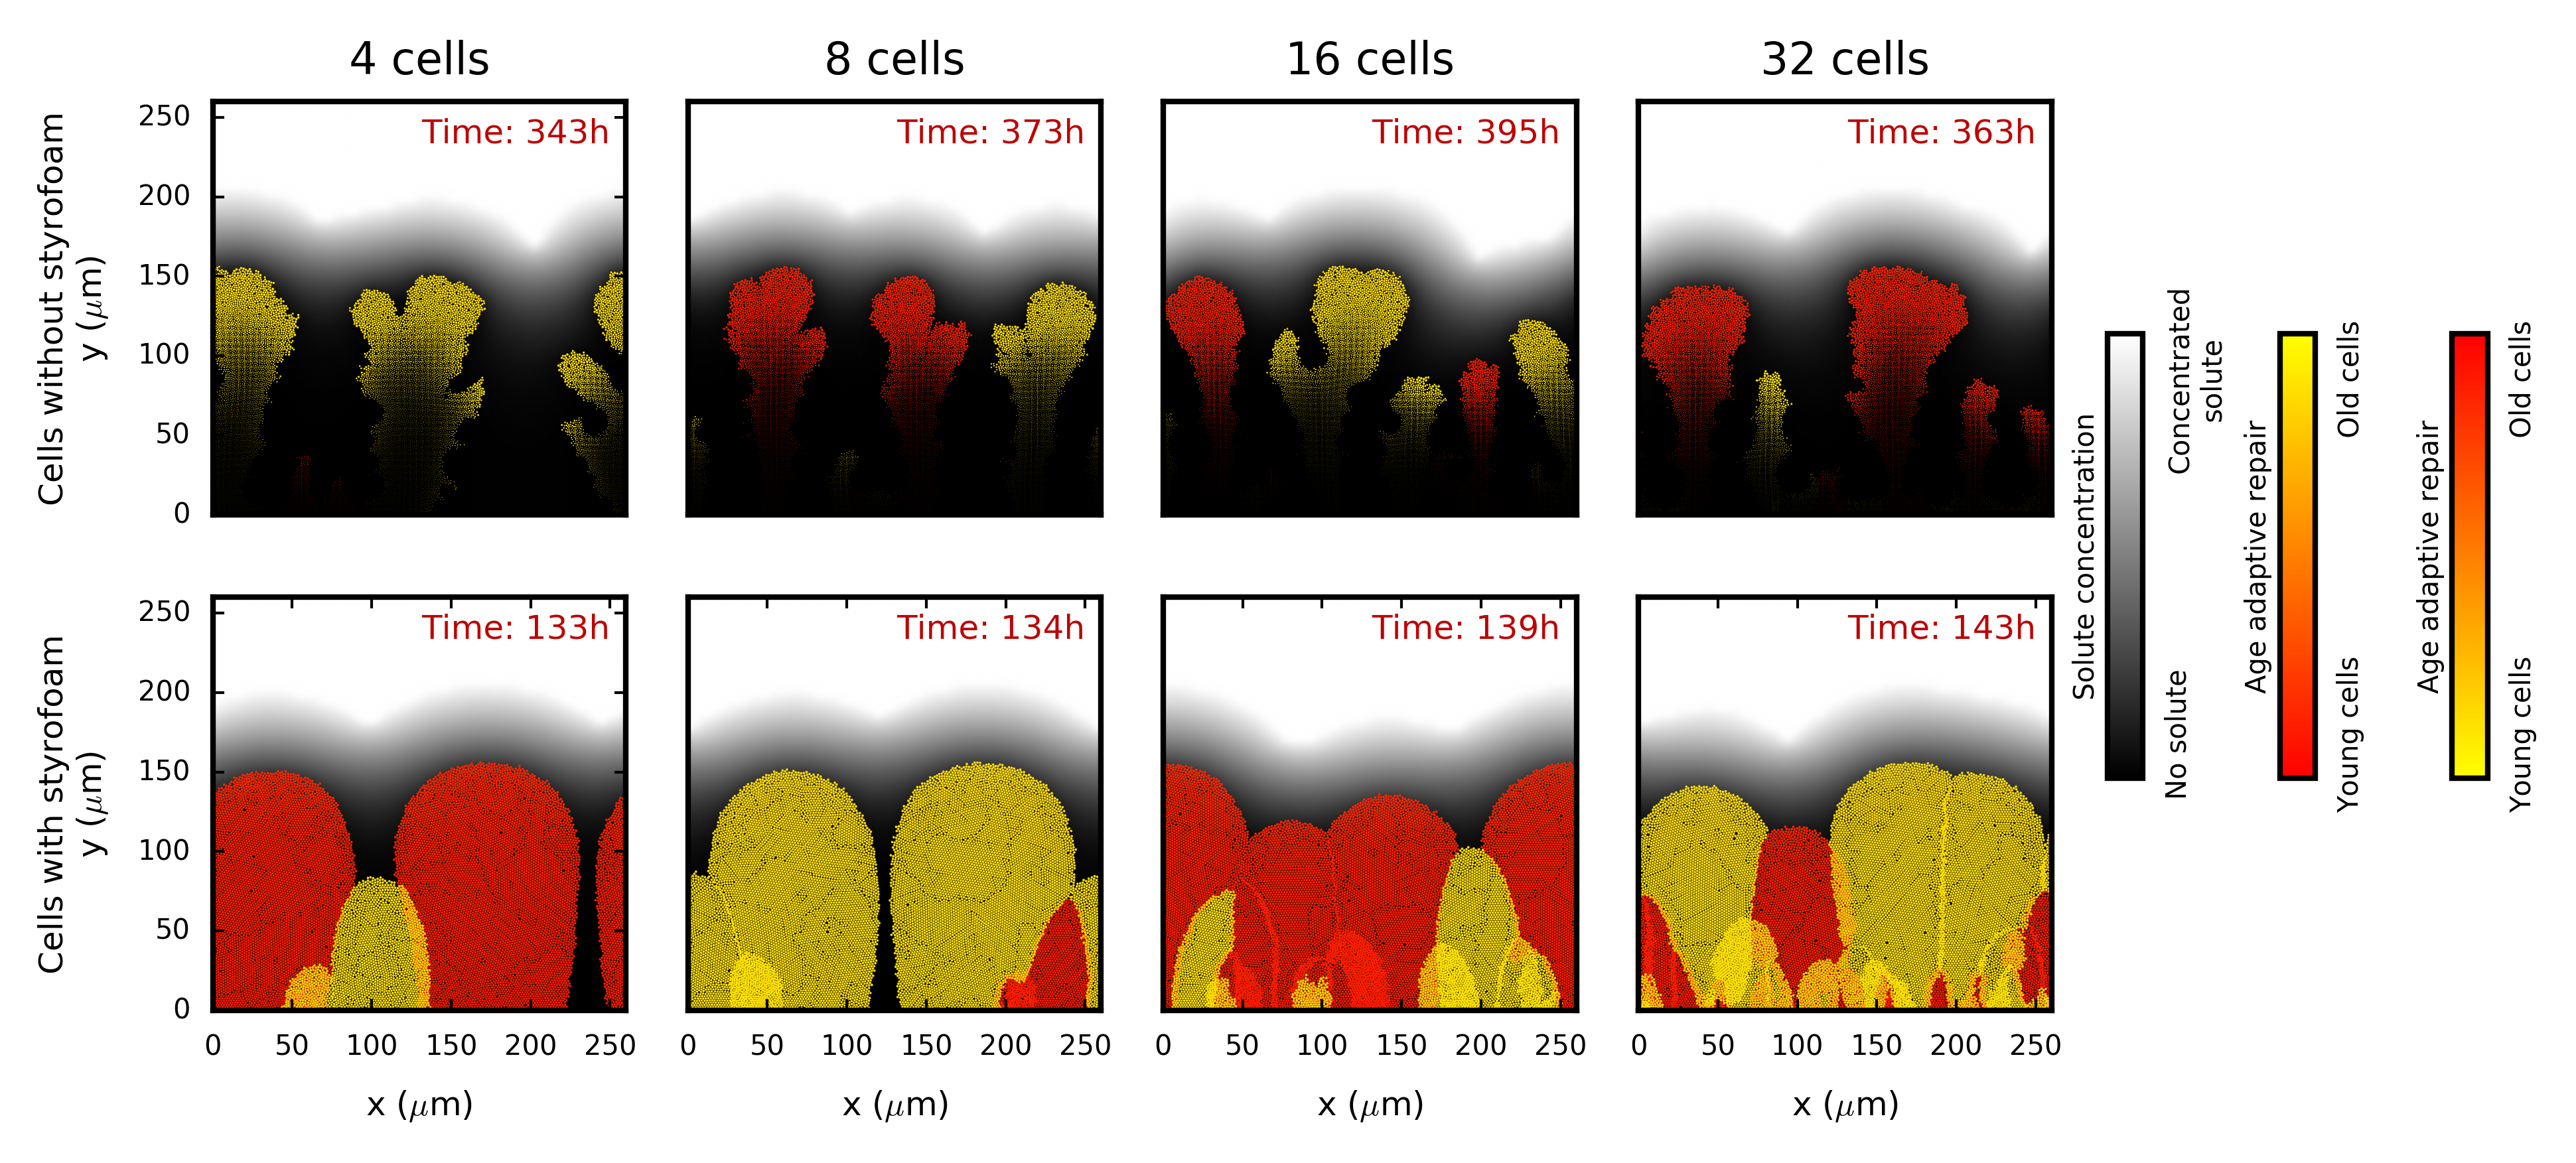 4 cells
8 cells
16 cells
32 cells
Cells without styrofoam
y (μm)
250
200
150
100
50
0
Time: 343h
Time: 373h
Time: 395h
Time: 363h
Cells with styrofoam
y (μm)
250
200
150
100
50
0
Time: 133h
Time: 134h
Time: 139h
Time: 143h
0 50 100 150 200 250
0 50 100 150 200 250
0 50 100 150 200 250
0 50 100 150 200 250
x (μm)
x (μm)
x (μm)
x (μm)
Solute concentration
Concentrated
solute
No solute
Age adaptive repair
Old cells
Young cells
Age adaptive repair
Old cells
Young cells